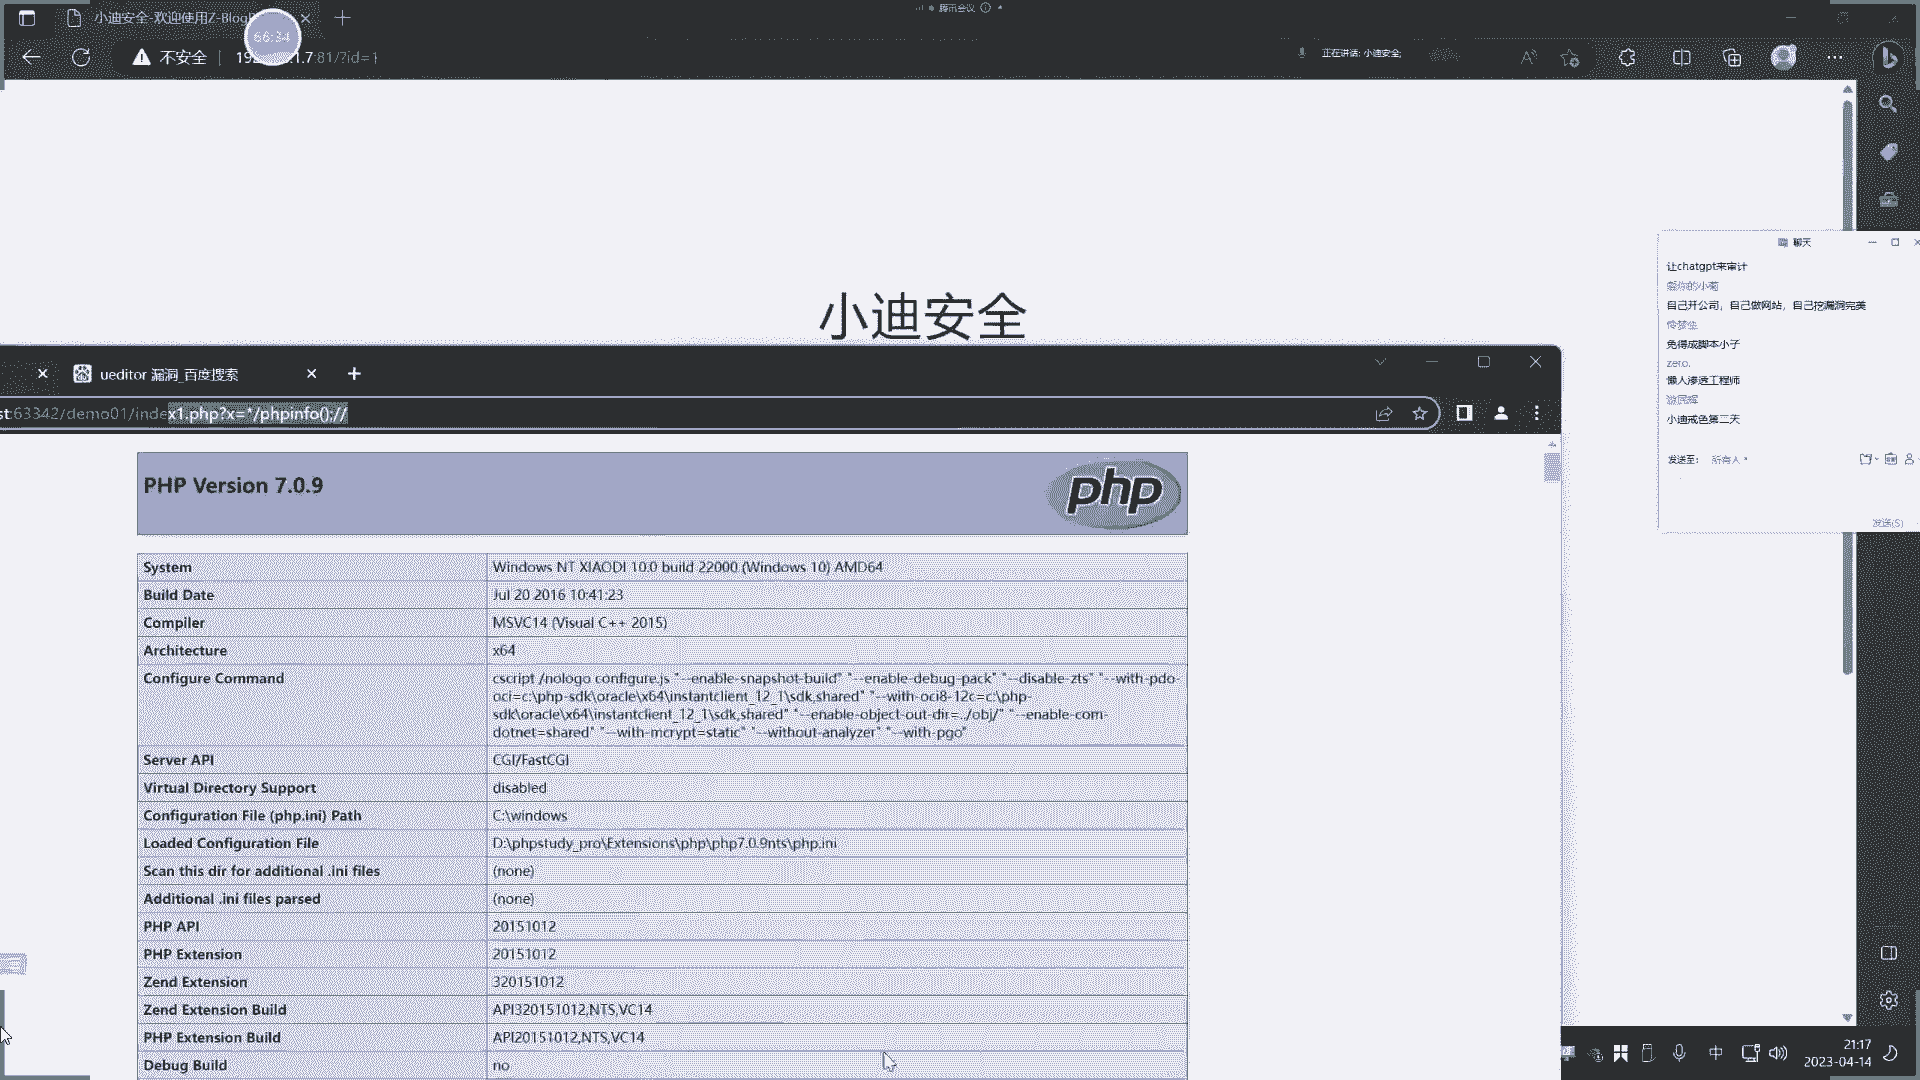 腾讯会议
小迪安全-欢迎使用Z-Blog
66:34
不安全
1.7:81/?id=1
正在讲话: 小迪安全;
小迪安全
聊天
让chatgpt来审计
自己开公司，自己做网站，自己挖漏洞完美
免得成脚本小子
zero.
懒人渗透工程师
小迪戒色第二天
发送至: 所有人
发送(S)
ueditor 漏洞_百度搜索
st:63342/demo01/index1.php?x=*/phpinfo();//
PHP Version 7.0.9
php
System Windows NT XIAODI 10.0 build 22000 (Windows 10) AMD64
Build Date Jul 20 2016 10:41:23
Compiler MSVC14 (Visual C++ 2015)
Architecture x64
Configure Command cscript /nologo configure.js "--enable-snapshot-build" "--enable-debug-pack" "--disable-zts" "--with-pdo-
oci=c:\php-sdk\oracle\x64\instantclient_12_1\sdk,shared" "--with-oci8-12c=c:\php-
sdk\oracle\x64\instantclient_12_1\sdk,shared" "--enable-object-out-dir=../obj/" "--enable-com-
dotnet=shared" "--with-mcrypt=static" "--without-analyzer" "--with-pgo"
Server API CGI/FastCGI
Virtual Directory Support disabled
Configuration File (php.ini) Path C:\windows
Loaded Configuration File D:\phpstudy_pro\Extensions\php\php7.0.9nts\php.ini
Scan this dir for additional .ini files (none)
Additional .ini files parsed (none)
PHP API 20151012
PHP Extension 20151012
Zend Extension 320151012
Zend Extension Build API320151012,NTS,VC14
PHP Extension Build API20151012,NTS,VC14
Debug Build no
中
21:17
2023-04-14